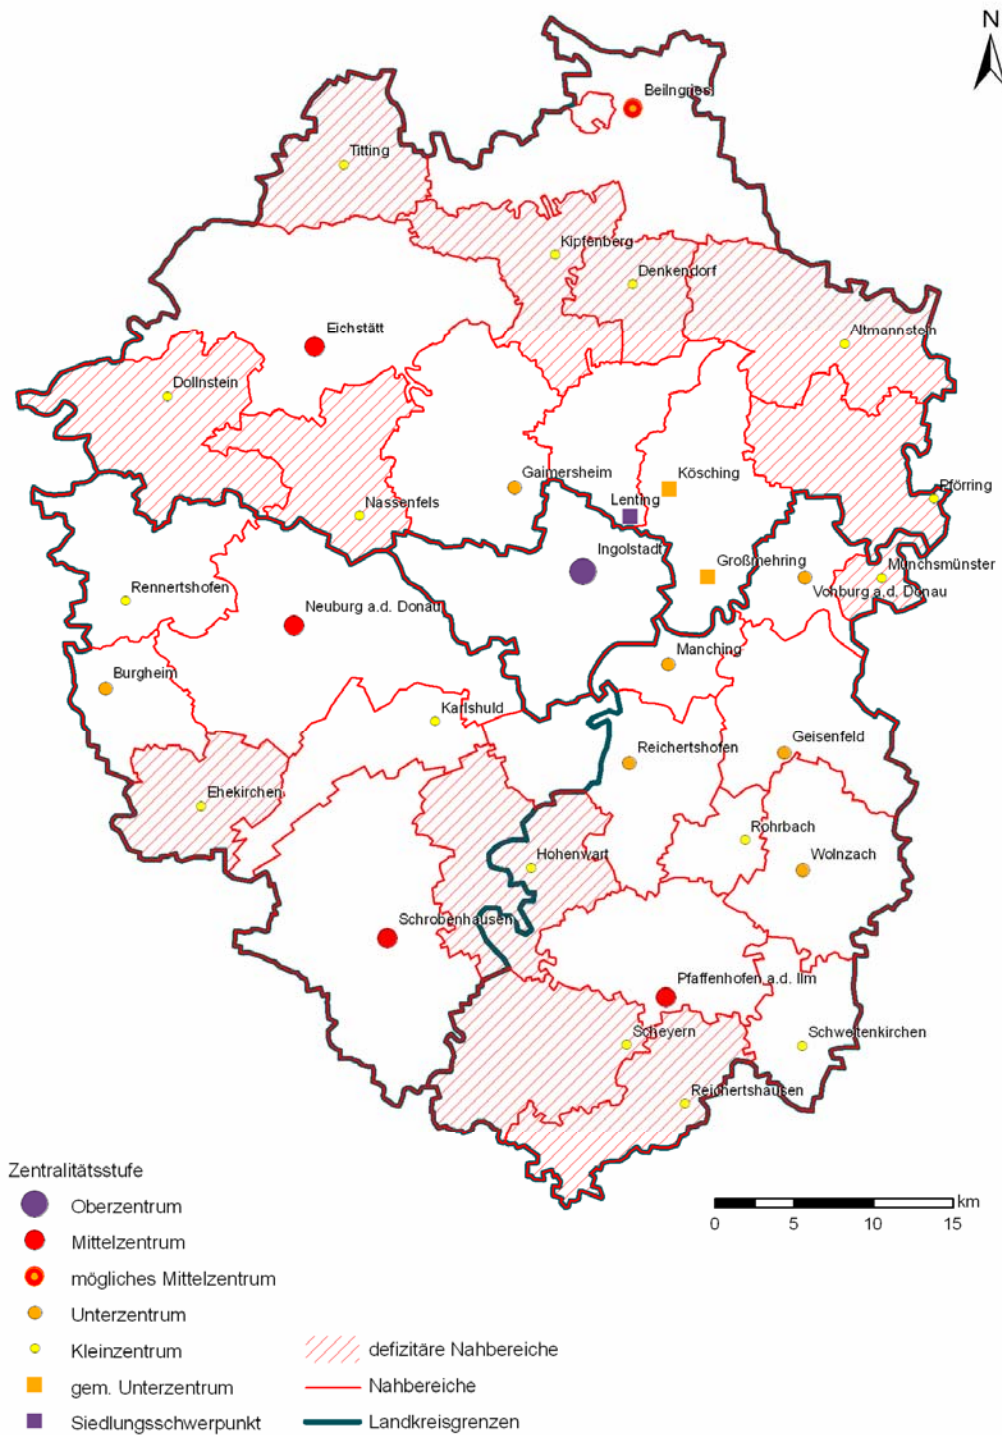 N
Beilngries
Titting
Kipfenberg
Denkendorf
Eichstätt
Altmannstein
Dollnstein
Gaimersheim
Kösching
Nassenfels
Lenting
Pförring
Ingolstadt
Großmehring
Münchsmünster
Vohburg a.d. Donau
Rennertshofen
Neuburg a.d. Donau
Manching
Burgheim
Karlshuld
Reichertshofen
Geisenfeld
Ehekirchen
Rohrbach
Hohenwart
Wolnzach
Schrobenhausen
Pfaffenhofen a.d. Ilm
Scheyern
Schweitenkirchen
Reichertshausen
Zentralitätsstufe
Oberzentrum
Mittelzentrum
mögliches Mittelzentrum
Unterzentrum
Kleinzentrum
gem. Unterzentrum
Siedlungsschwerpunkt
defizitäre Nahbereiche
Nahbereiche
Landkreisgrenzen
km
0 5 10 15